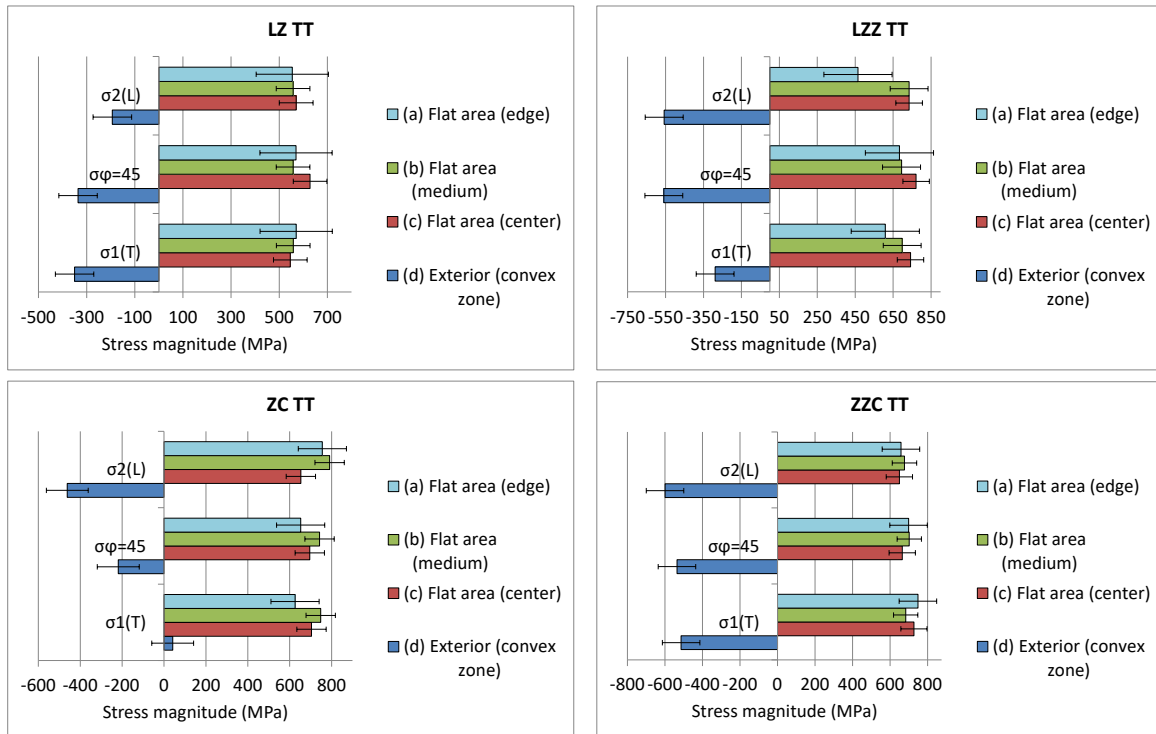 LZ TT
σ2(L)
σφ=45
σ1(T)
-500 -300 -100 100 300 500 700
Stress magnitude (MPa)
(a) Flat area (edge)
(b) Flat area
(medium)
(c) Flat area (center)
(d) Exterior (convex
zone)
LZZ TT
σ2(L)
σφ=45
σ1(T)
-750 -550 -350 -150 50 250 450 650 850
Stress magnitude (MPa)
(a) Flat area (edge)
(b) Flat area
(medium)
(c) Flat area (center)
(d) Exterior (convex
zone)
ZC TT
σ2(L)
σφ=45
σ1(T)
-600 -400 -200 0 200 400 600 800
Stress magnitude (MPa)
(a) Flat area (edge)
(b) Flat area
(medium)
(c) Flat area (center)
(d) Exterior (convex
zone)
ZZC TT
σ2(L)
σφ=45
σ1(T)
-800 -600 -400 -200 0 200 400 600 800
Stress magnitude (MPa)
(a) Flat area (edge)
(b) Flat area
(medium)
(c) Flat area (center)
(d) Exterior (convex
zone)